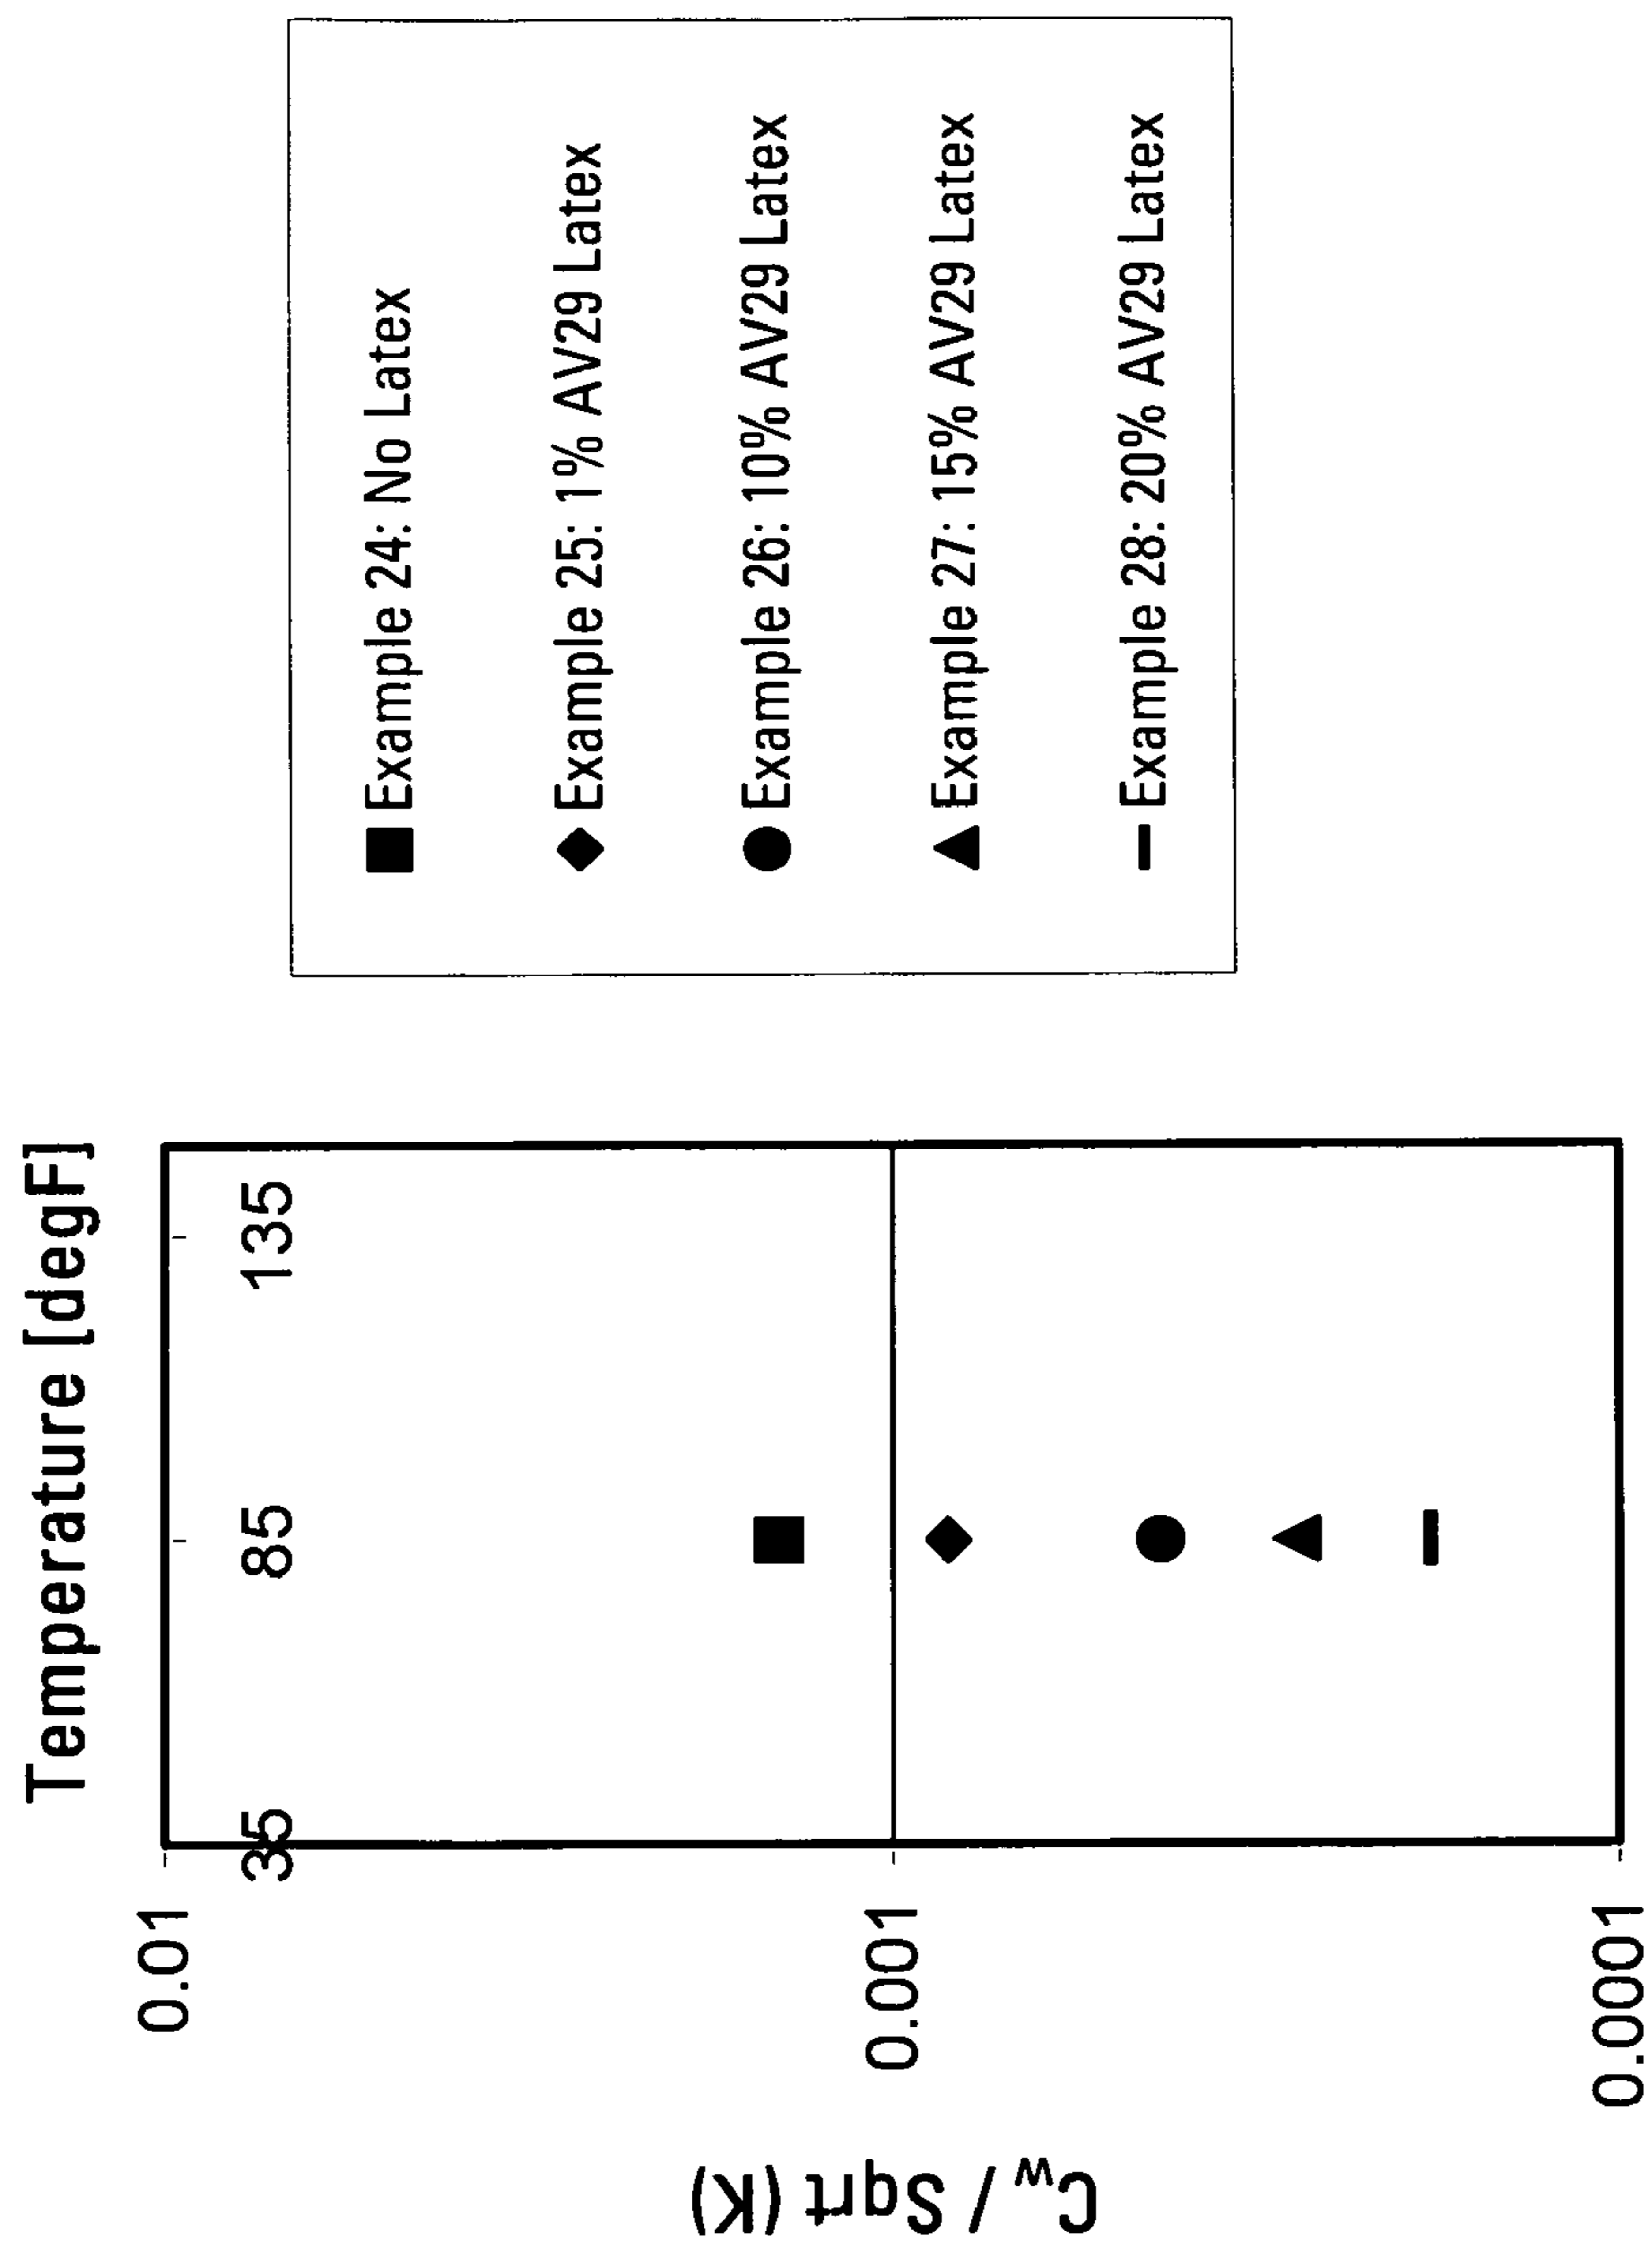 Temperature [degF]
35
85
135
0.01
0.001
0.0001
Cw / Sqrt (K)
Example 24: No Latex
Example 25: 1% AV29 Latex
Example 26: 10% AV29 Latex
Example 27: 15% AV29 Latex
Example 28: 20% AV29 Latex